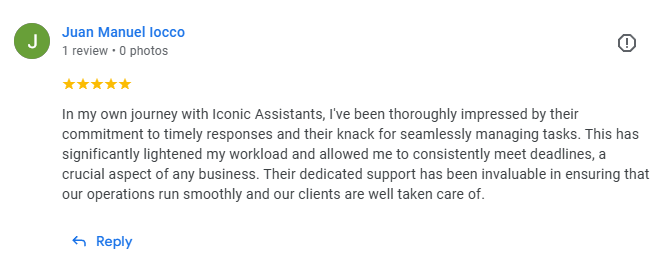 J
Juan Manuel Iocco
1 review • 0 photos
In my own journey with Iconic Assistants, I've been thoroughly impressed by their
commitment to timely responses and their knack for seamlessly managing tasks. This has
significantly lightened my workload and allowed me to consistently meet deadlines, a
crucial aspect of any business. Their dedicated support has been invaluable in ensuring that
our operations run smoothly and our clients are well taken care of.
Reply